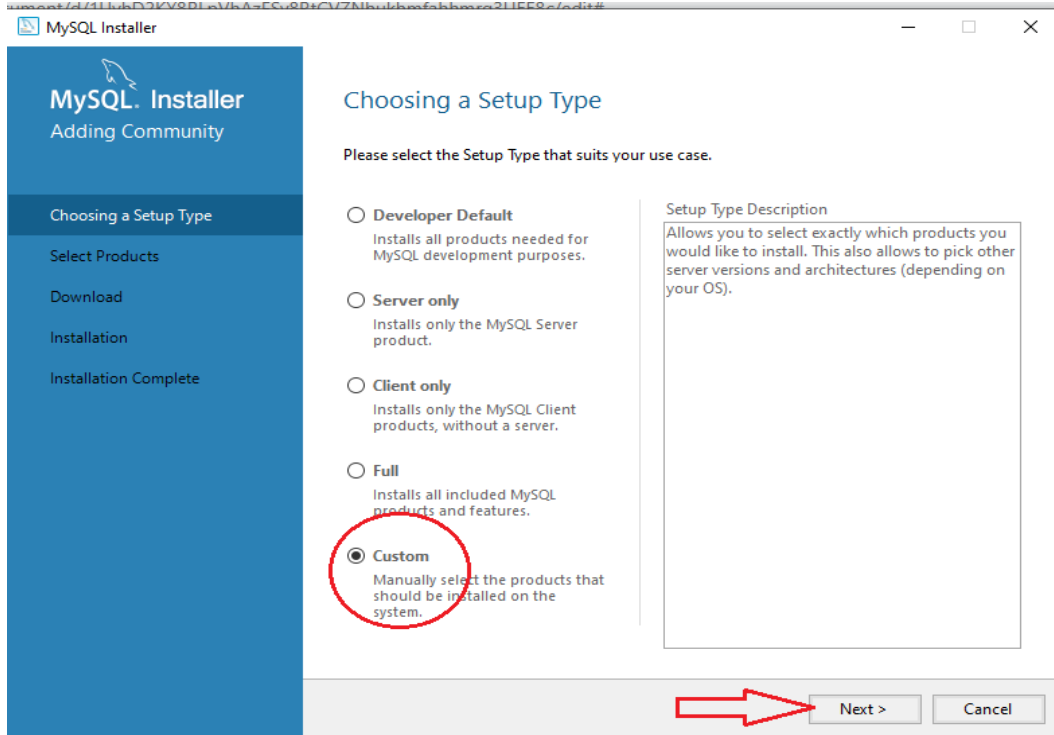 MySQL Installer
MySQL. Installer
Adding Community
Choosing a Setup Type
Select Products
Download
Installation
Installation Complete
Choosing a Setup Type
Please select the Setup Type that suits your use case.
Developer Default
Installs all products needed for
MySQL development purposes.
Server only
Installs only the MySQL Server
product.
Client only
Installs only the MySQL Client
products, without a server.
Full
Installs all included MySQL
products and features.
Custom
Manually select the products that
should be installed on the
system.
Setup Type Description
Allows you to select exactly which products you
would like to install. This also allows to pick other
server versions and architectures (depending on
your OS).
Next >
Cancel